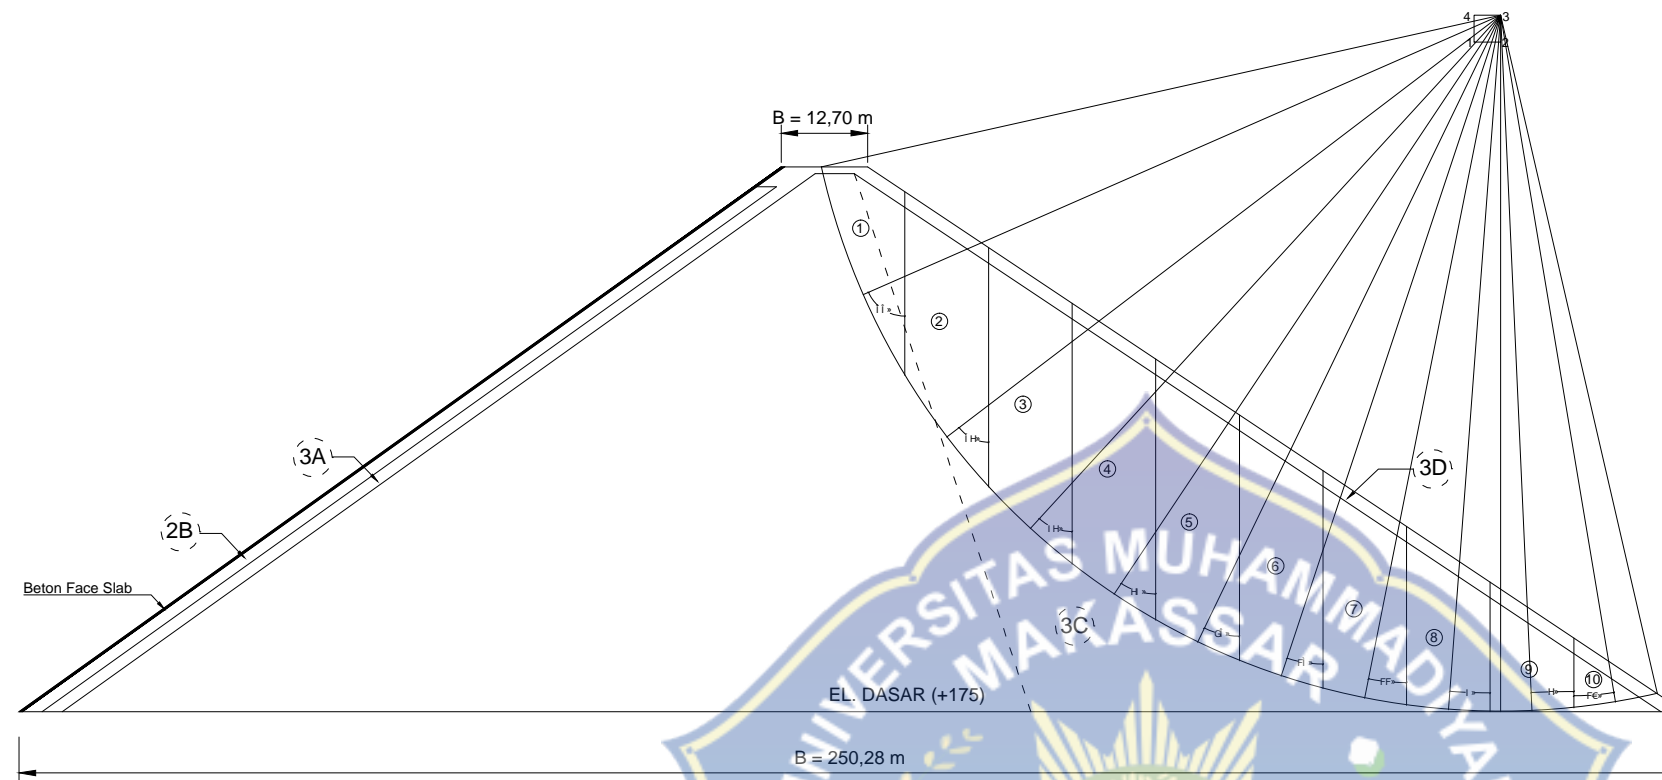 4 3
1 2
B = 12,70 m
1
2
3
3A
4
3D
5
2B
6
Beton Face Slab
7
3C
8
9
10
EL. DASAR (+175)
B = 250,28 m
UNIVERSITAS MUHAMMADIYA
MAKASSAR